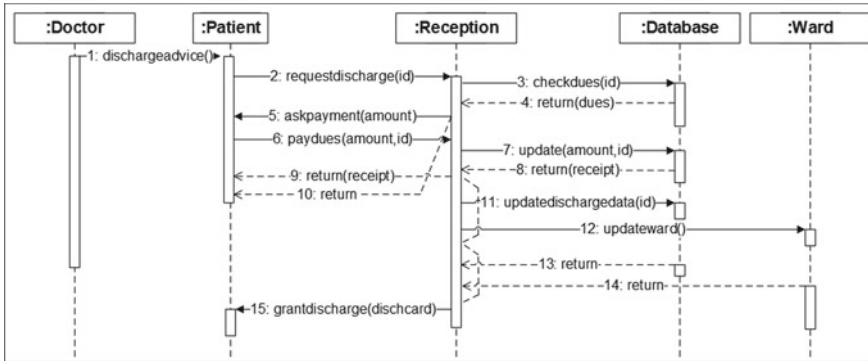 :Doctor
:Patient
:Reception
:Database
:Ward
1: dischargeadvice()
2: requestdischarge(id)
3: checkdues(id)
4: return(dues)
5: askpayment(amount)
6: paydues(amount,id)
7: update(amount,id)
8: return(receipt)
9: return(receipt)
10: return
11: updatedischargedata(id)
12: updateward()
13: return
14: return
15: grantdischarge(dischcard)